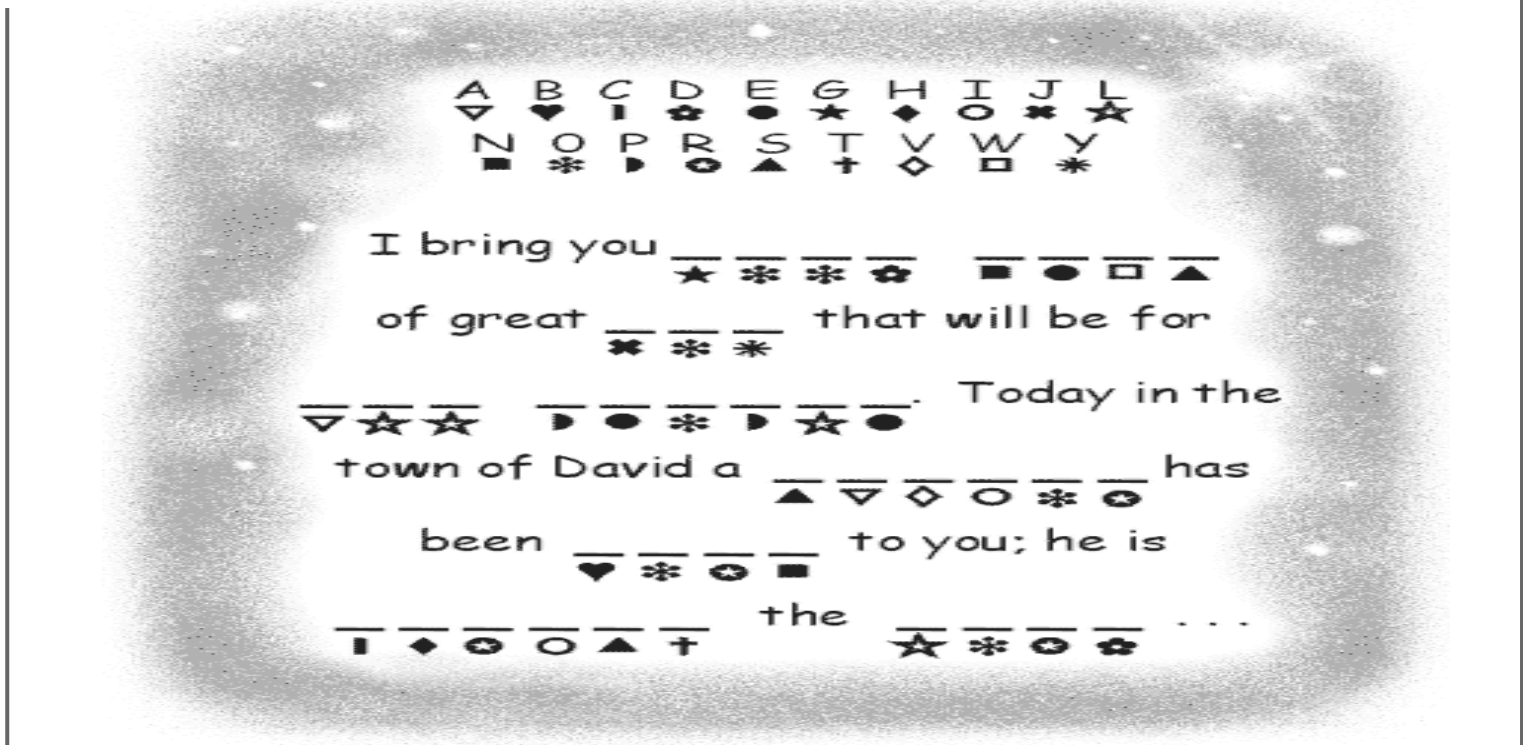 A B C D E G H I J L
N O P R S T V W Y
I bring you _ _ _ _ _ _ _ _
of great _ _ _ that will be for
_ _ _ _ _ _ _ _ _. Today in the
town of David a _ _ _ _ _ _ has
been _ _ _ _ to you; he is
_ _ _ _ _ _ the _ _ _ _ . . .